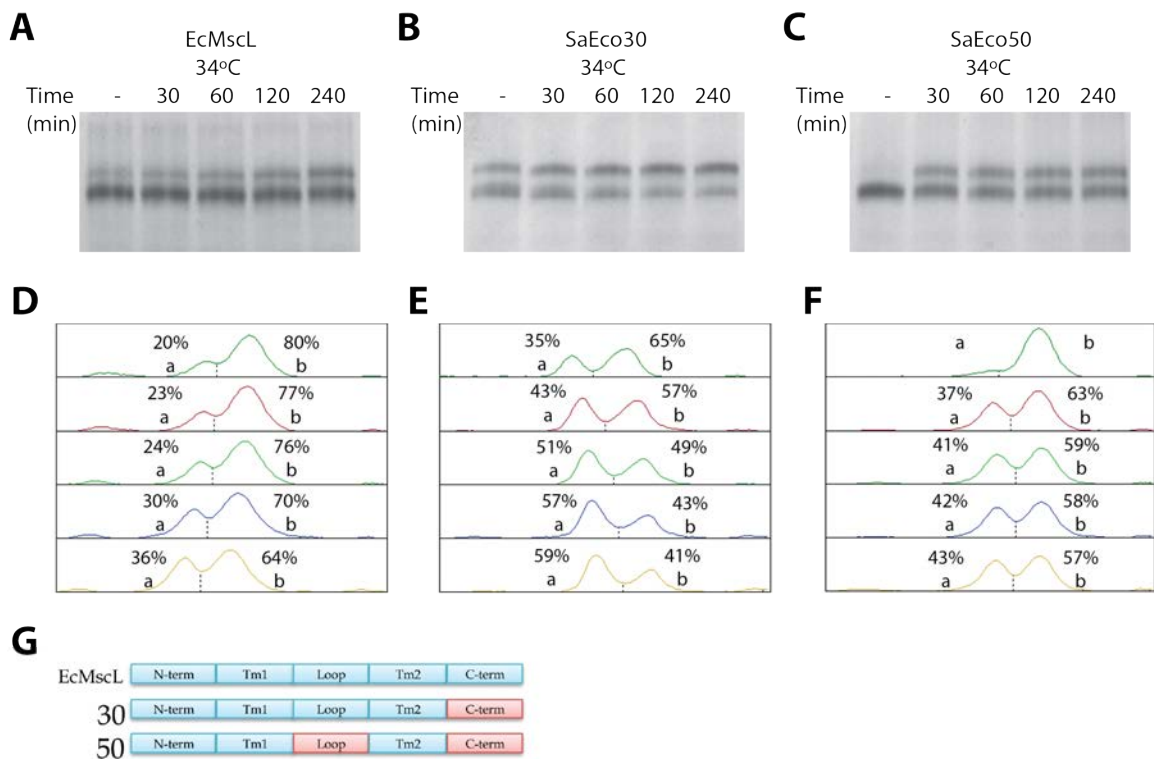 A
EcMscL
34ºC
Time - 30 60 120 240
(min)
B
SaEco30
34ºC
Time - 30 60 120 240
(min)
C
SaEco50
34ºC
Time - 30 60 120 240
(min)
D
20% 80%
a b
23% 77%
a b
24% 76%
a b
30% 70%
a b
36% 64%
a b
E
35% 65%
a b
43% 57%
a b
51% 49%
a b
57% 43%
a b
59% 41%
a b
F
a b
37% 63%
a b
41% 59%
a b
42% 58%
a b
43% 57%
a b
G
EcMscL N-term Tm1 Loop Tm2 C-term
30 N-term Tm1 Loop Tm2 C-term
50 N-term Tm1 Loop Tm2 C-term